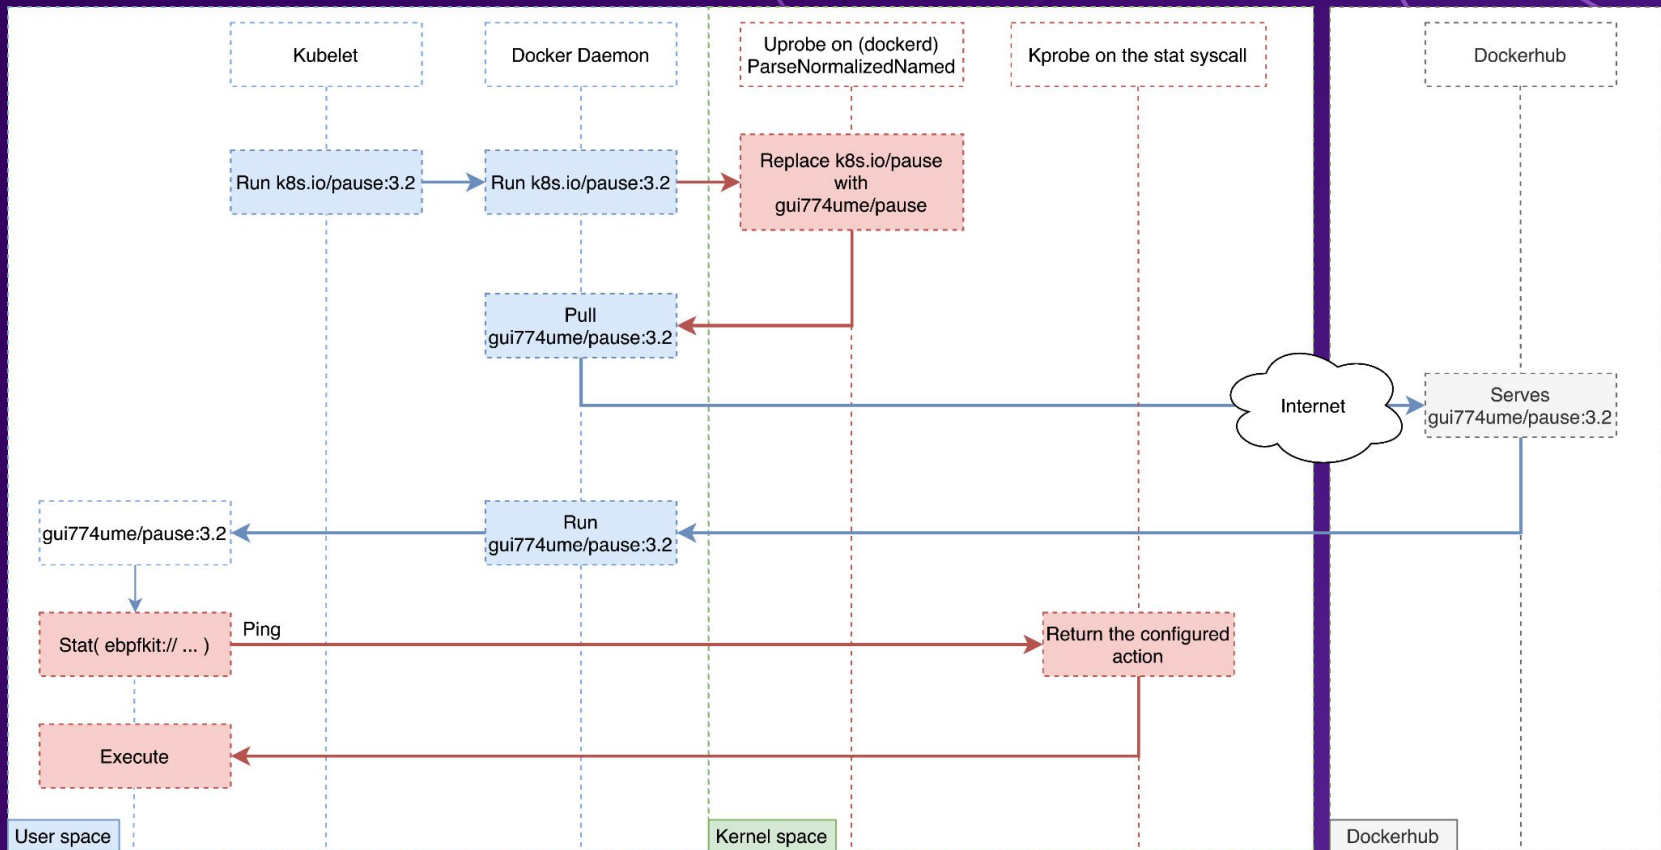 Kubelet
Docker Daemon
Uprobe on (dockerd)
ParseNormalizedNamed
Kprobe on the stat syscall
Dockerhub
Run k8s.io/pause:3.2
Run k8s.io/pause:3.2
Replace k8s.io/pause
with
gui774ume/pause
Pull
gui774ume/pause:3.2
Internet
Serves
gui774ume/pause:3.2
gui774ume/pause:3.2
Run
gui774ume/pause:3.2
Stat( ebpfkit:// ... )
Ping
Return the configured
action
Execute
User space
Kernel space
Dockerhub